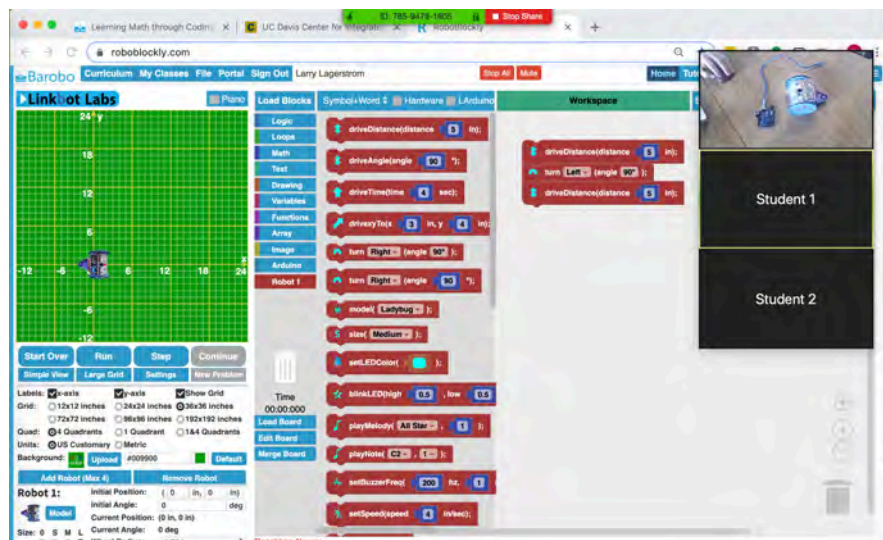 ID: 785-9478-1805 Stop Share
Learning Math through Codin
UC Davis Center for Integrate
Roboblockly
roboblockly.com
Barobo Curriculum My Classes File Portal Sign Out Larry Lagerstrom Stop All Mute Home Tut
Linkbot Labs Piano
Load Blocks Symbol+Word Hardware LArduino
Workspace
24 y
18
12
6
-12 -6 6 12 18 24
x
-6
-12
Start Over Run Step Continue
Simple View Large Grid Settings New Problem
Labels: x-axis y-axis Show Grid
Grid: 12x12 inches 24x24 inches 36x36 inches
72x72 inches 96x96 inches 192x192 inches
Quad: 4 Quadrants 1 Quadrant 1&4 Quadrants
Units: US Customary Metric
Background: Upload #009900 Default
Add Robot (Max 4) Remove Robot
Robot 1: Initial Position: ( 0 in, 0 in)
Model Initial Angle: 0 deg
Current Position: (0 in, 0 in)
Size: 0 S M L Current Angle: 0 deg
Logic
Loops
Math
Text
Drawing
Variables
Functions
Array
Image
Arduino
Robot 1
Time
00:00:000
Load Board
Edit Board
Merge Board
driveDistance(distance 5 in);
driveAngle(angle 90 °);
driveTime(time 4 sec);
drivexyTo(x 3 in, y 4 in)
turn Right (angle 90° );
turn Right (angle 90 °);
model( Ladybug );
size( Medium );
setLEDColor( );
blinkLED(high 0.5 , low 0.5
playMelody( All Star , 1 );
playNote( C2 , 1 );
setBuzzerFreq( 200 hz, 1
setSpeed(speed 4 in/sec);
driveDistance(distance 5 in);
turn Left (angle 90° );
driveDistance(distance 5 in);
Student 1
Student 2